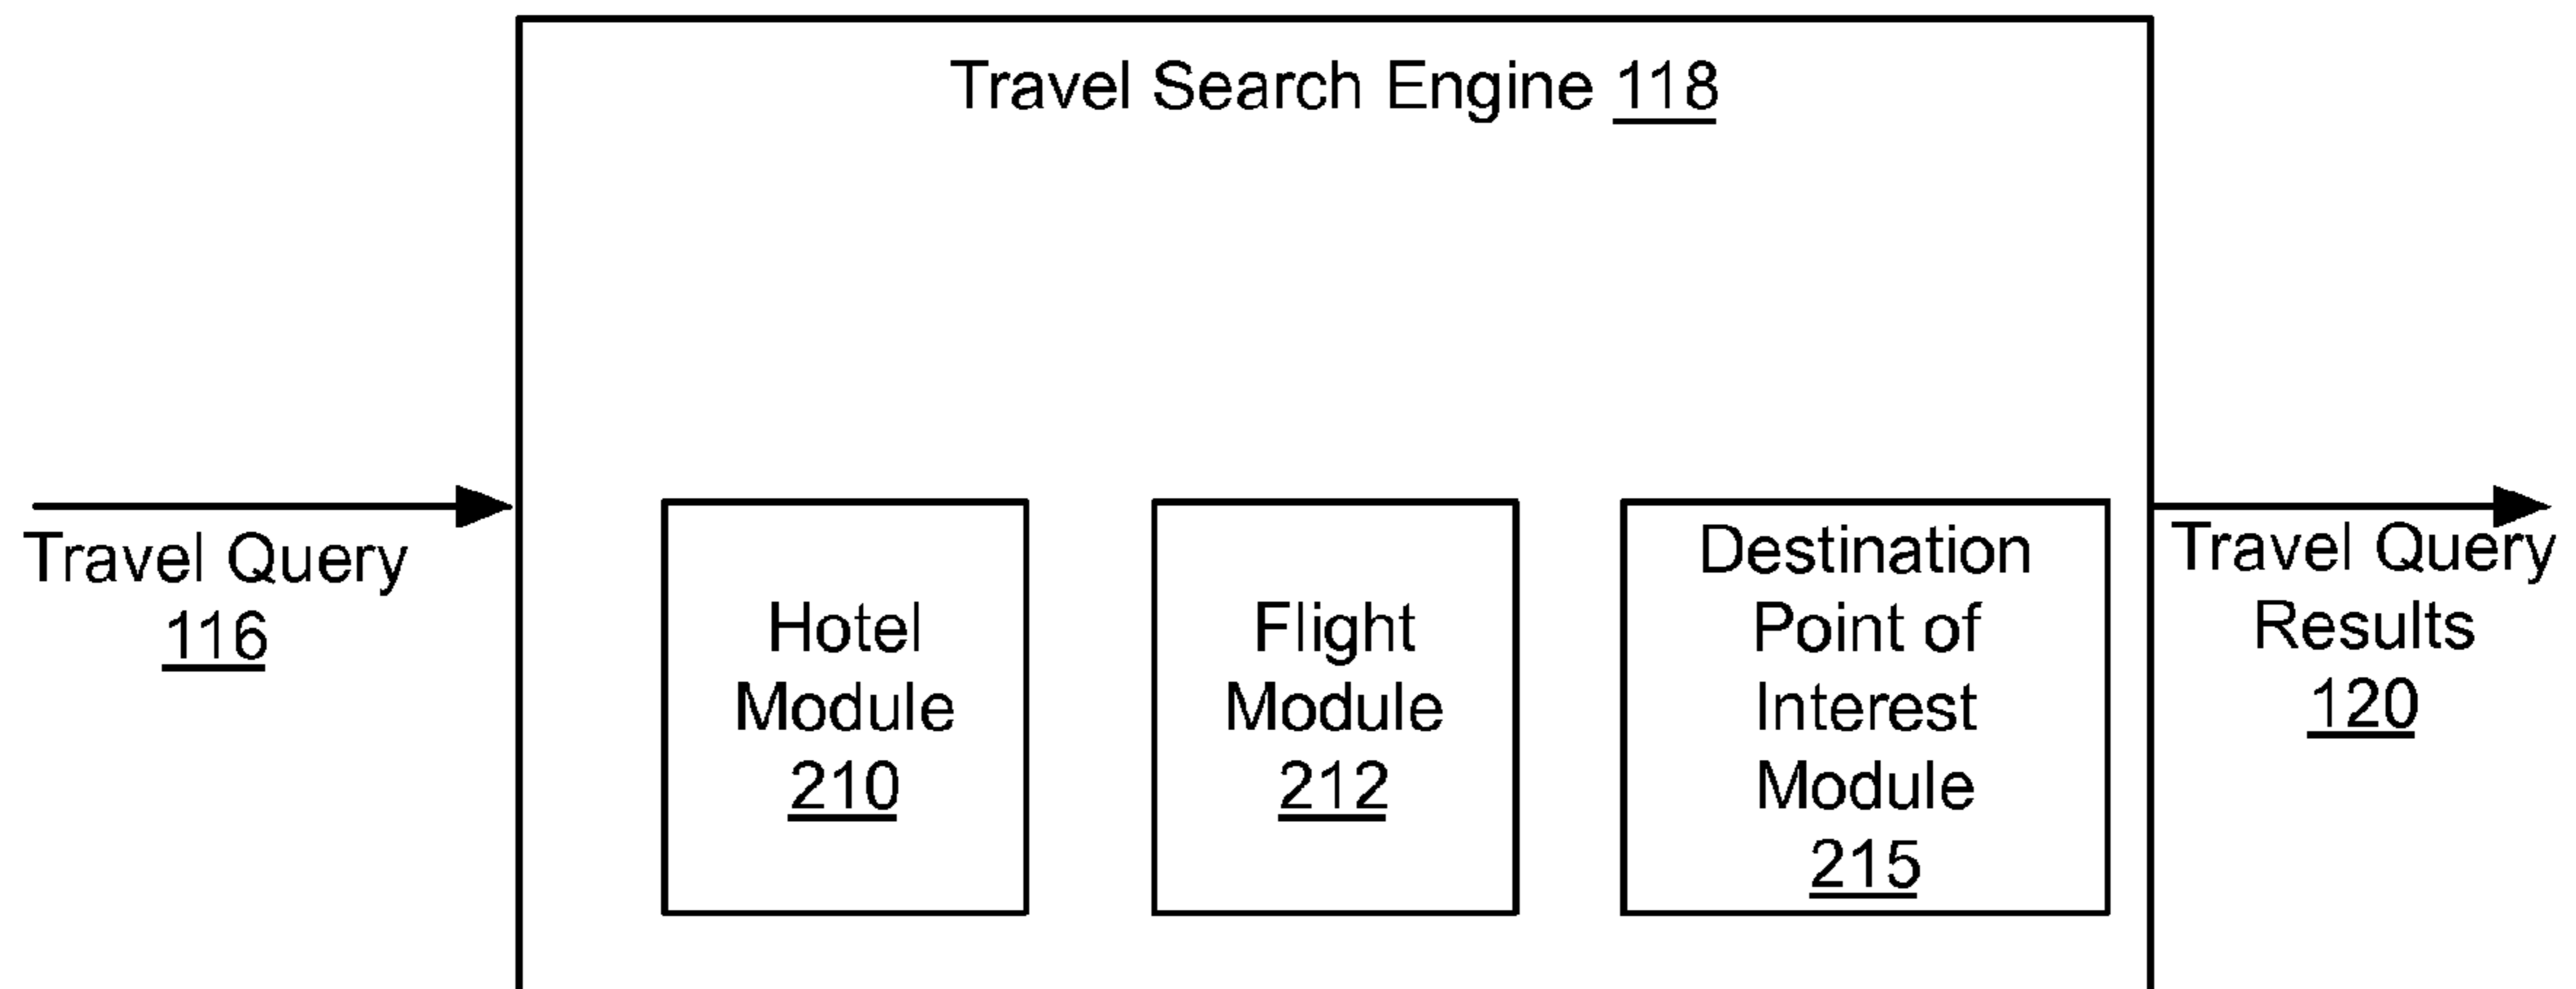 Travel Search Engine 118
Travel Query
116
Hotel
Module
210
Flight
Module
212
Destination
Point of
Interest
Module
215
Travel Query
Results
120